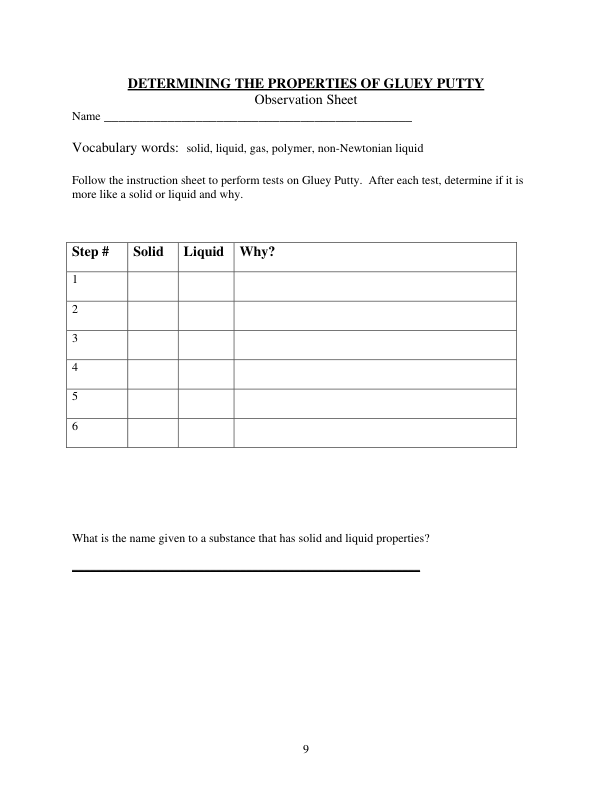 DETERMINING THE PROPERTIES OF GLUEY PUTTY
Observation Sheet
Name ___________________________________________________
Vocabulary words: solid, liquid, gas, polymer, non-Newtonian liquid
Follow the instruction sheet to perform tests on Gluey Putty. After each test, determine if it is
more like a solid or liquid and why.
Step # Solid Liquid Why?
1
2
3
4
5
6
What is the name given to a substance that has solid and liquid properties?
9